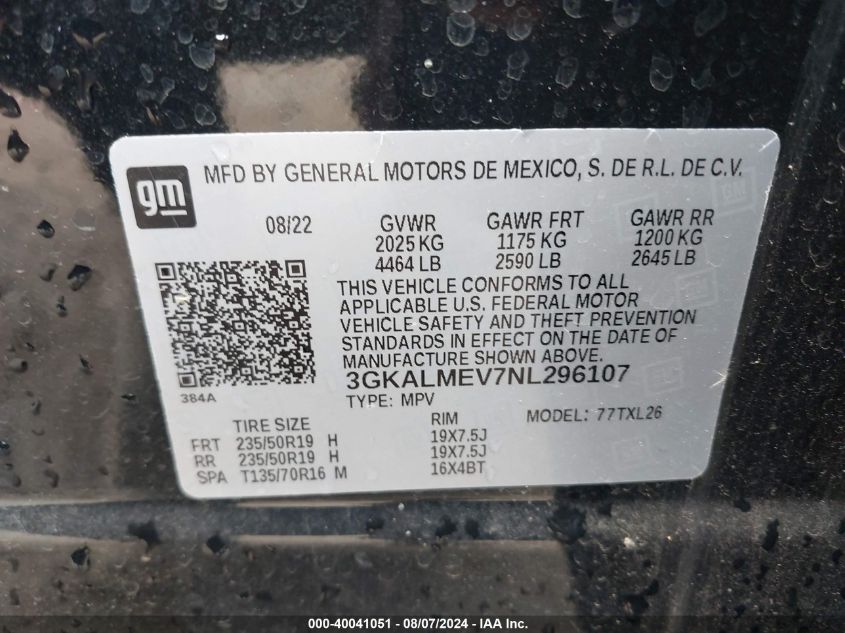 gm
MFD BY GENERAL MOTORS DE MEXICO, S. DE R.L. DE C.V.
08/22 GVWR GAWR FRT GAWR RR
2025 KG 1175 KG 1200 KG
4464 LB 2590 LB 2645 LB
THIS VEHICLE CONFORMS TO ALL
APPLICABLE U.S. FEDERAL MOTOR
VEHICLE SAFETY AND THEFT PREVENTION
STANDARDS IN EFFECT ON THE DATE OF
MANUFACTURE SHOWN ABOVE.
384A
3GKALMEV7NL296107
TYPE: MPV MODEL: 77TXL26
TIRE SIZE RIM
FRT 235/50R19 H 19X7.5J
RR 235/50R19 H 19X7.5J
SPA T135/70R16 M 16X4BT
000-40041051 - 08/07/2024 - IAA Inc.